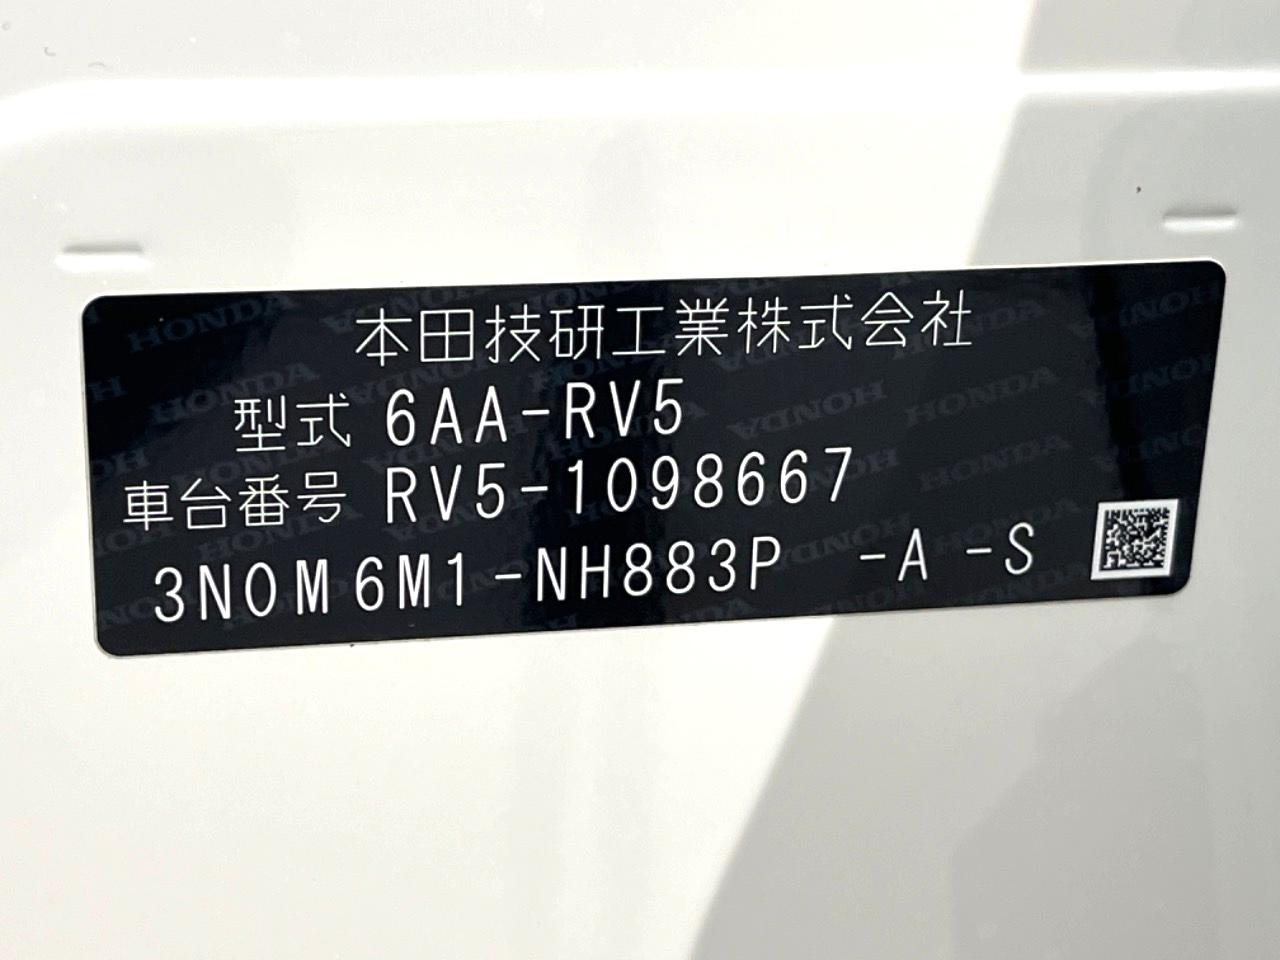 本田技研工業株式会社
型式 6AA-RV5
車台番号 RV5-1098667
3N0M6M1-NH883P -A -S